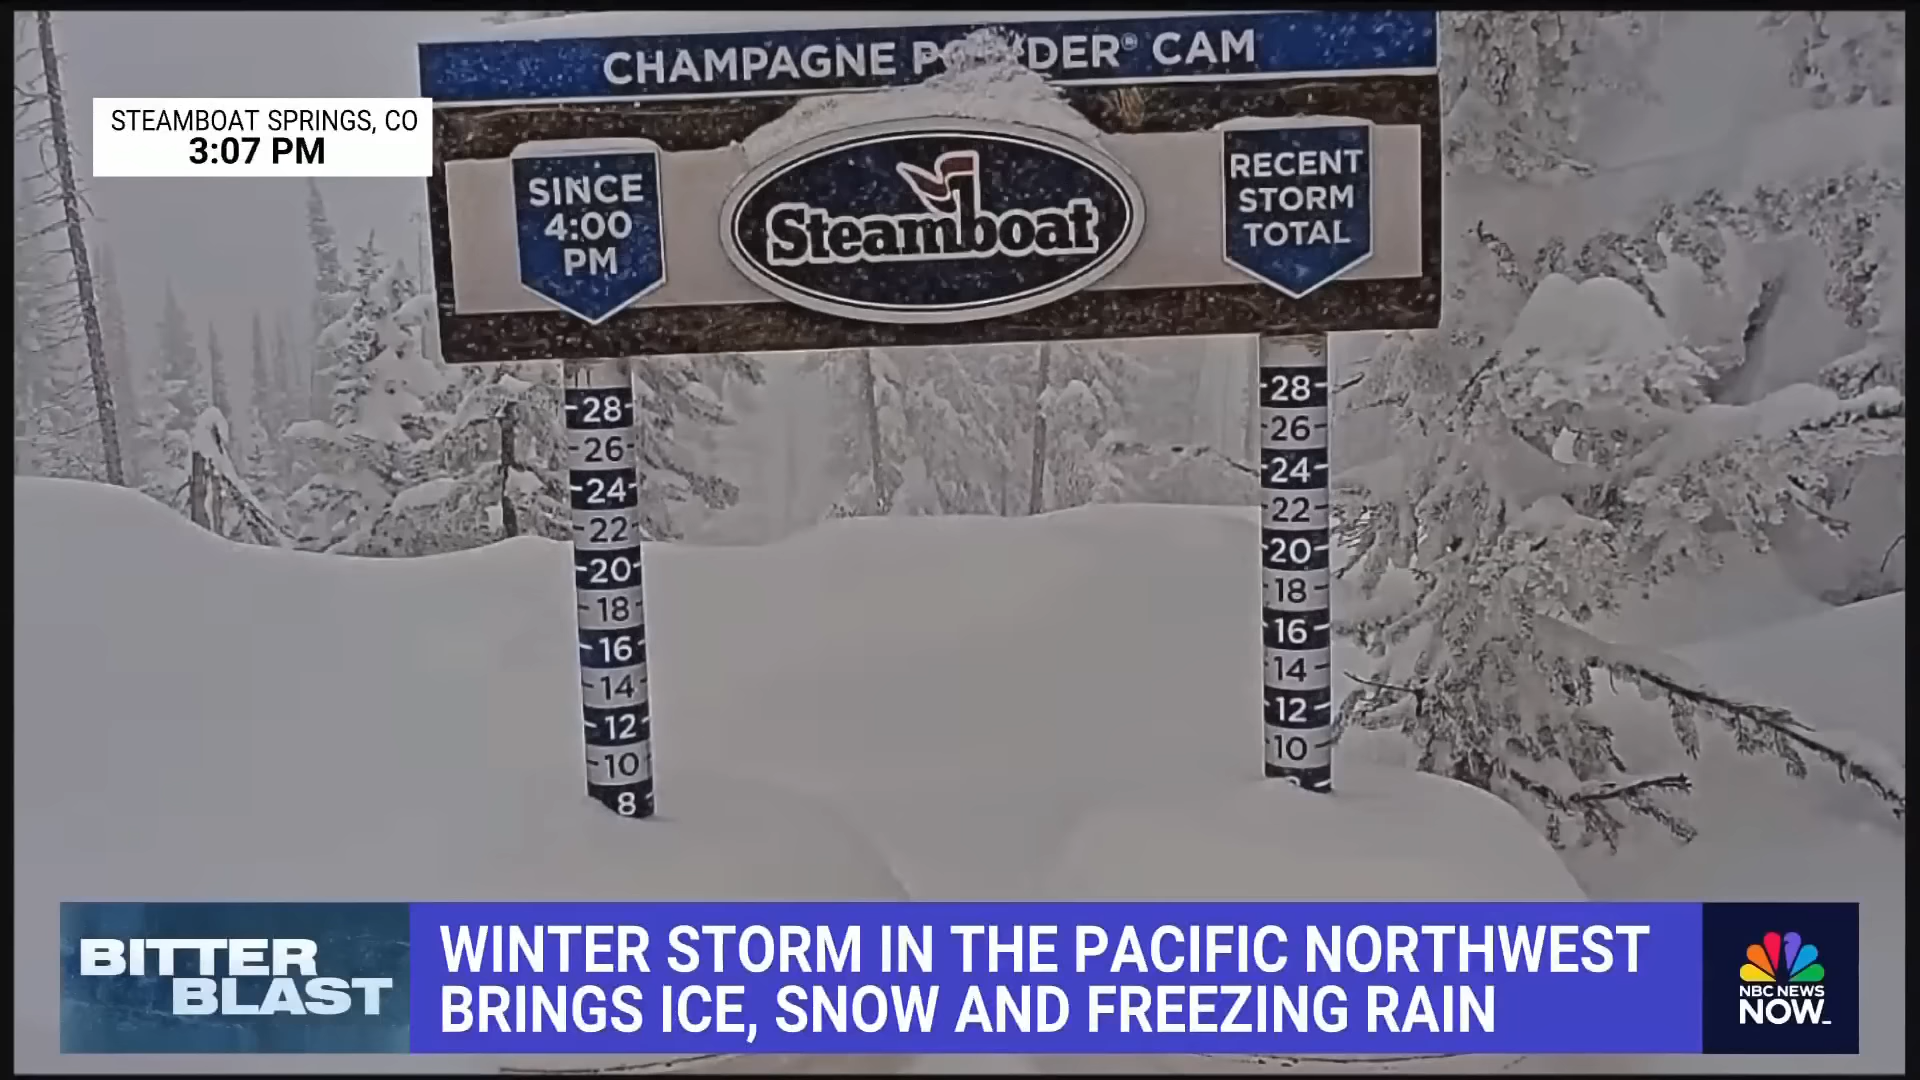 CHAMPAGNE POWDER® CAM
STEAMBOAT SPRINGS, CO
3:07 PM
SINCE
4:00
PM
Steamboat
RECENT
STORM
TOTAL
28
26
24
22
20
18
16
14
12
10
8
28
26
24
22
20
18
16
14
12
10
BITTER
BLAST
WINTER STORM IN THE PACIFIC NORTHWEST
BRINGS ICE, SNOW AND FREEZING RAIN
NBC NEWS
NOW_